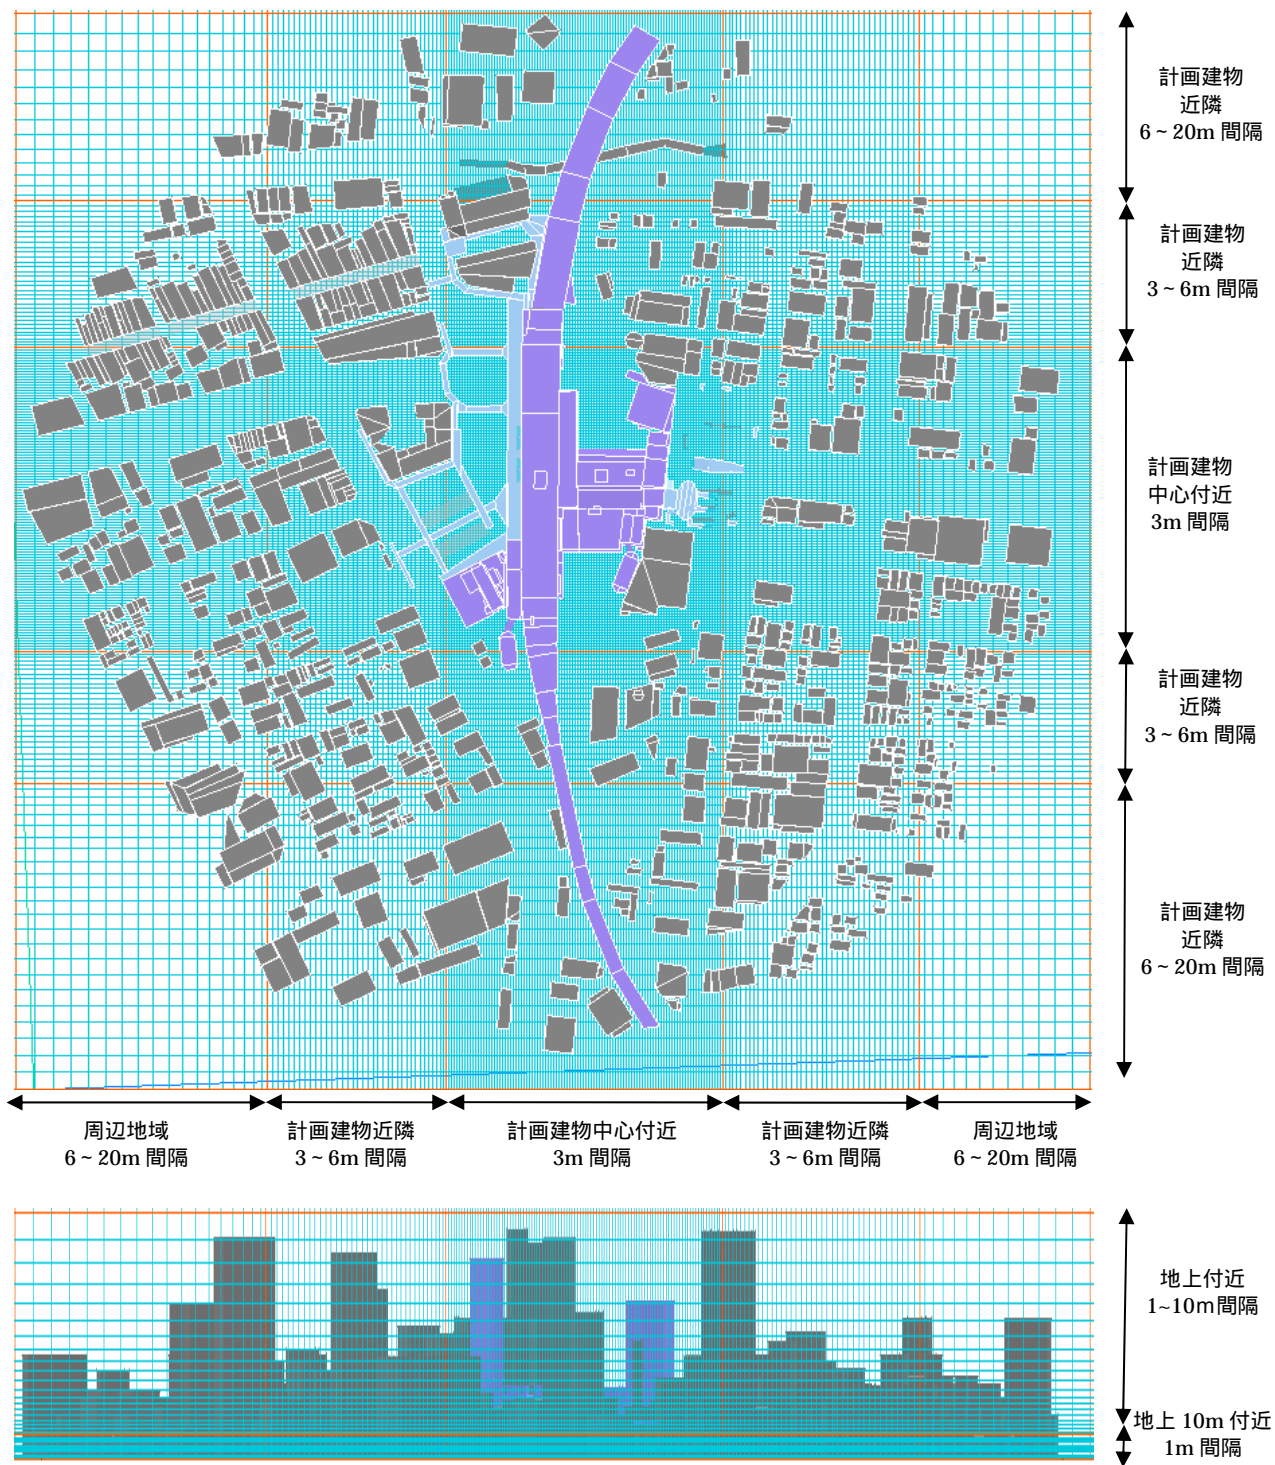 計画建物
近隣
6~20m 間隔
計画建物
近隣
3~6m 間隔
計画建物
中心付近
3m 間隔
計画建物
近隣
3~6m 間隔
計画建物
近隣
6~20m 間隔
周辺地域
6~20m 間隔
計画建物近隣
3~6m 間隔
計画建物中心付近
3m 間隔
計画建物近隣
3~6m 間隔
周辺地域
6~20m 間隔
地上付近
1~10m間隔
地上 10m 付近
1m 間隔